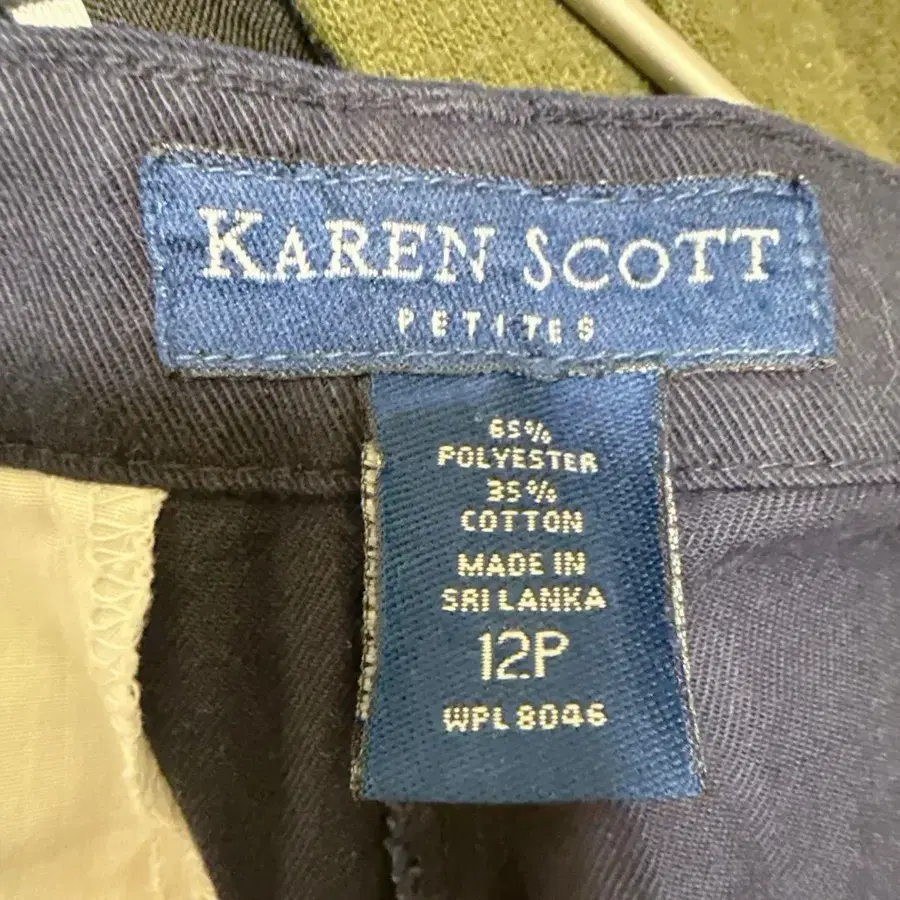 KAREN SCOTT
PETITES
65%
POLYESTER
35%
COTTON
MADE IN
SRI LANKA
12P
WPL 8046